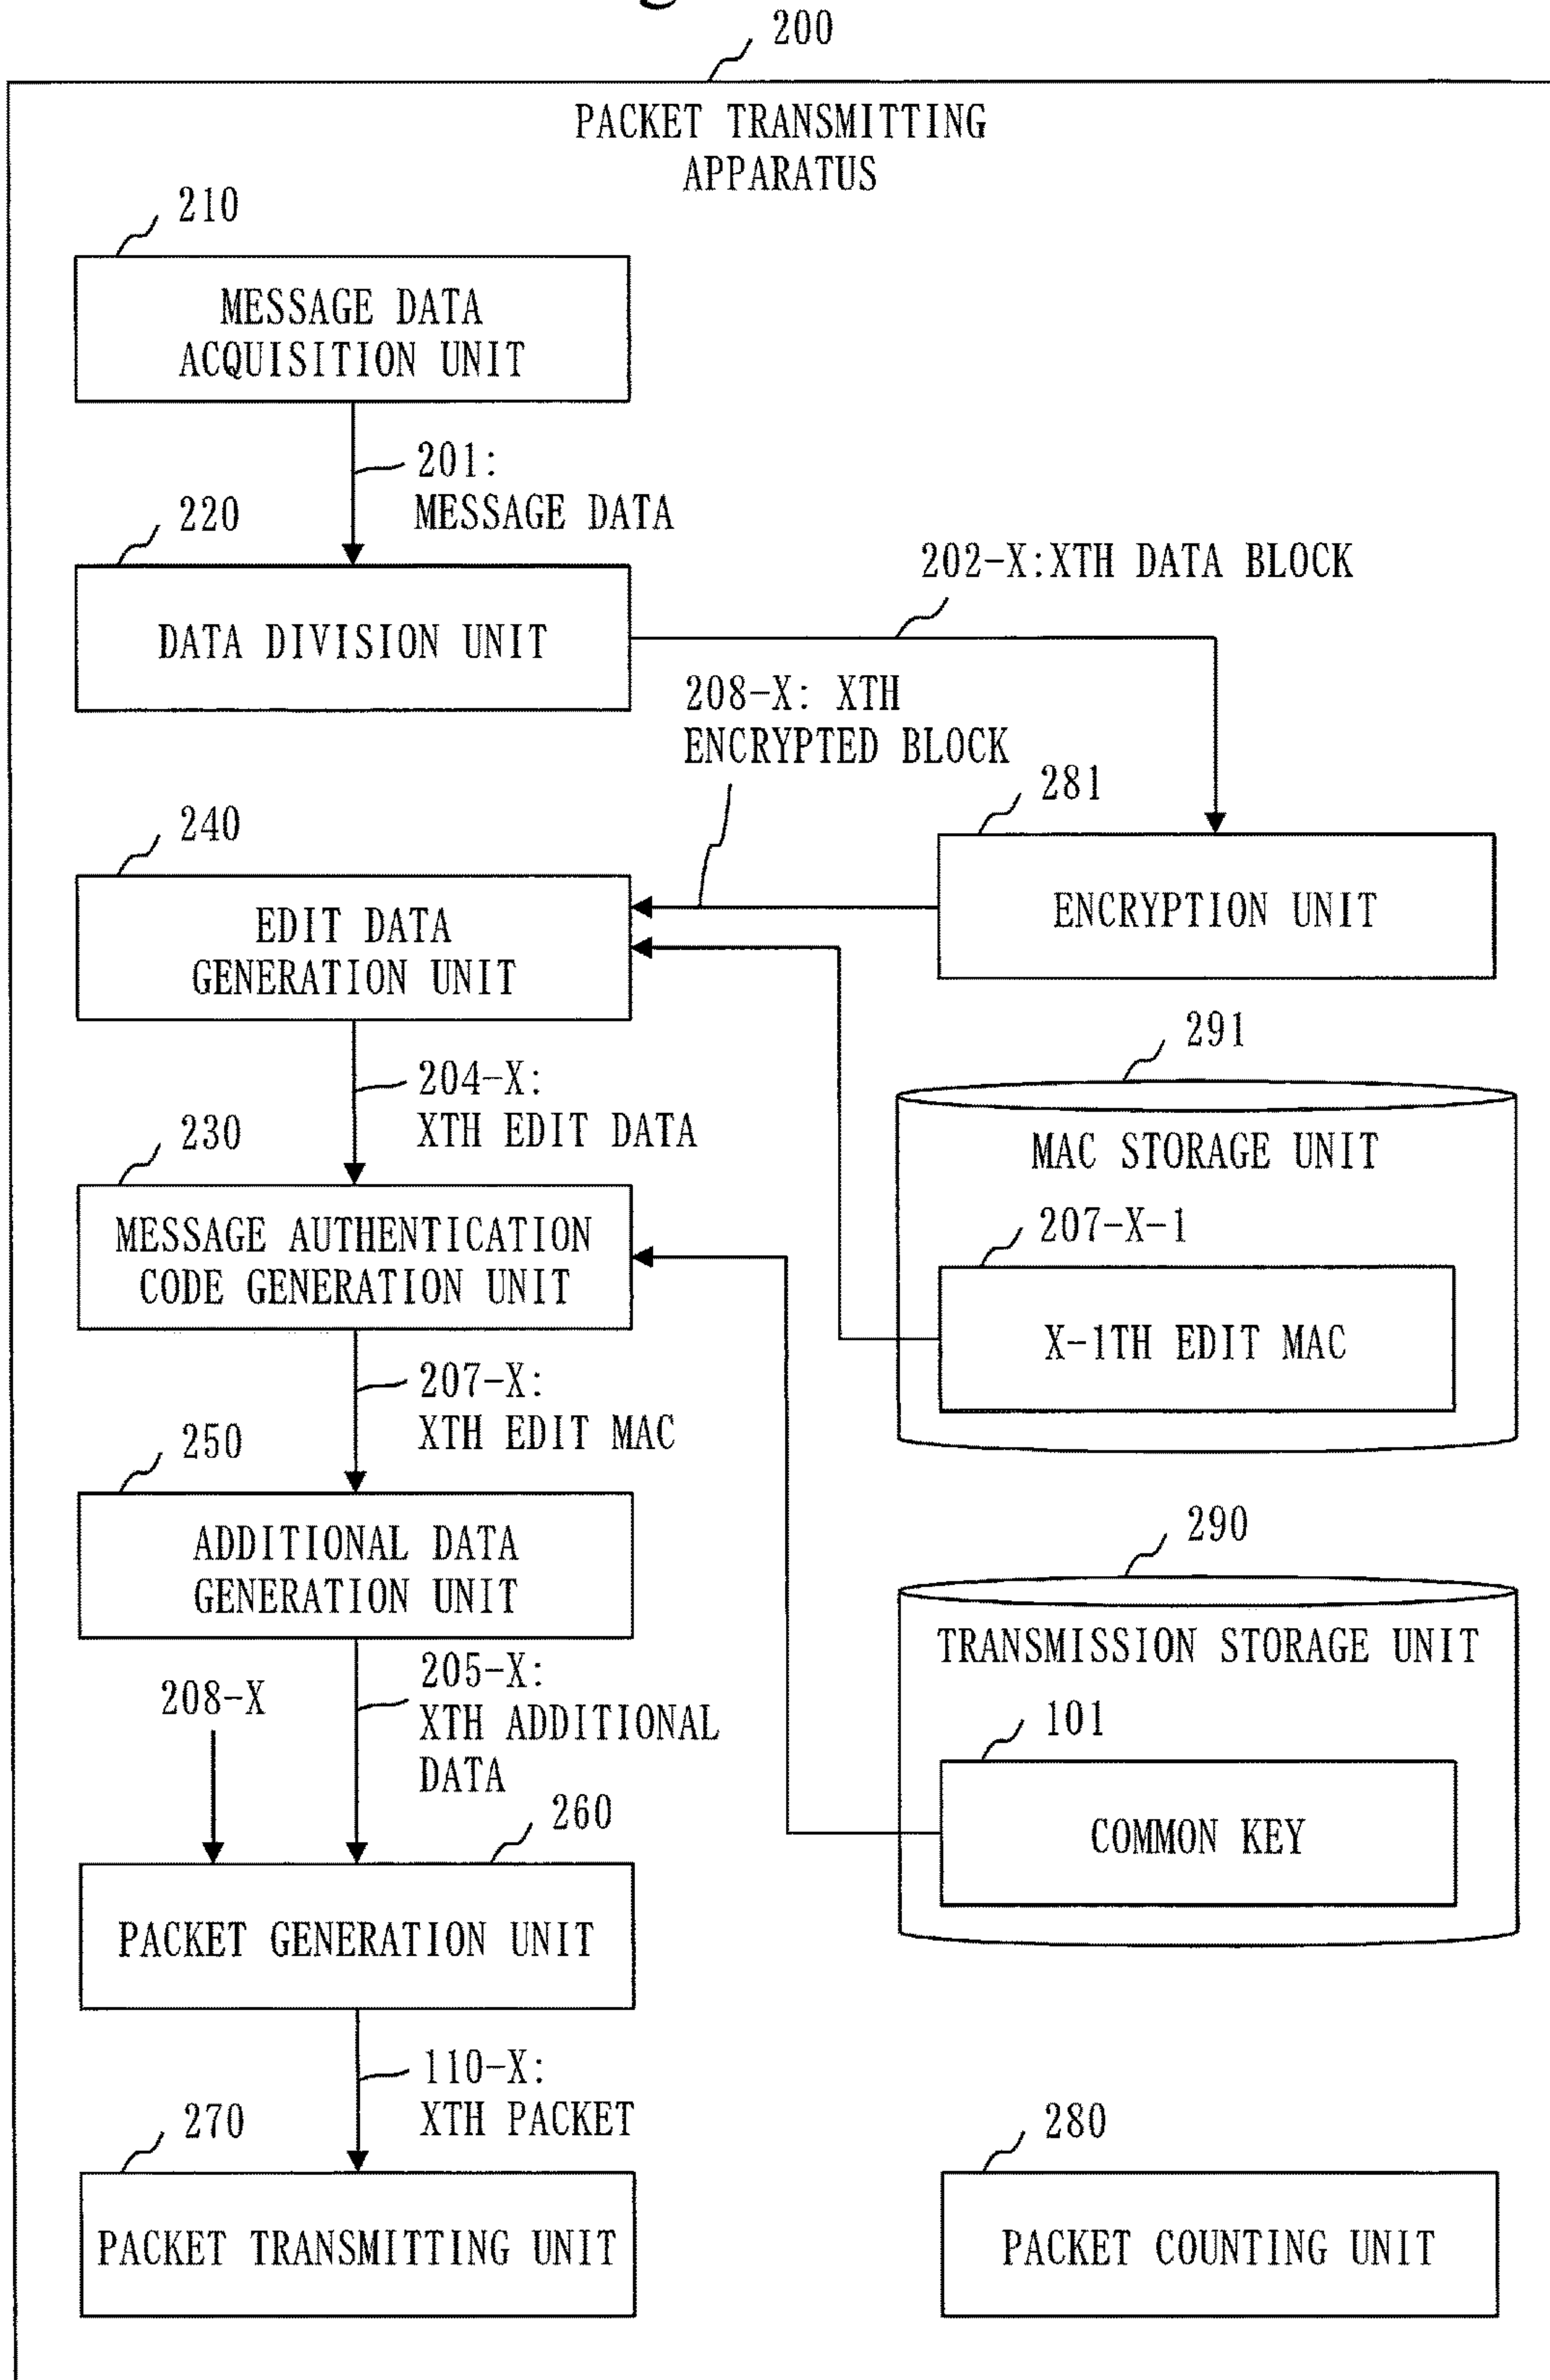 200
PACKET TRANSMITTING
APPARATUS
210
MESSAGE DATA
ACQUISITION UNIT
201:
MESSAGE DATA
220
DATA DIVISION UNIT
202-X:XTH DATA BLOCK
208-X: XTH
ENCRYPTED BLOCK
281
ENCRYPTION UNIT
240
EDIT DATA
GENERATION UNIT
204-X:
XTH EDIT DATA
291
MAC STORAGE UNIT
207-X-1
X-1TH EDIT MAC
230
MESSAGE AUTHENTICATION
CODE GENERATION UNIT
207-X:
XTH EDIT MAC
250
ADDITIONAL DATA
GENERATION UNIT
290
TRANSMISSION STORAGE UNIT
101
COMMON KEY
208-X
205-X:
XTH ADDITIONAL
DATA
260
PACKET GENERATION UNIT
110-X:
XTH PACKET
270
PACKET TRANSMITTING UNIT
280
PACKET COUNTING UNIT